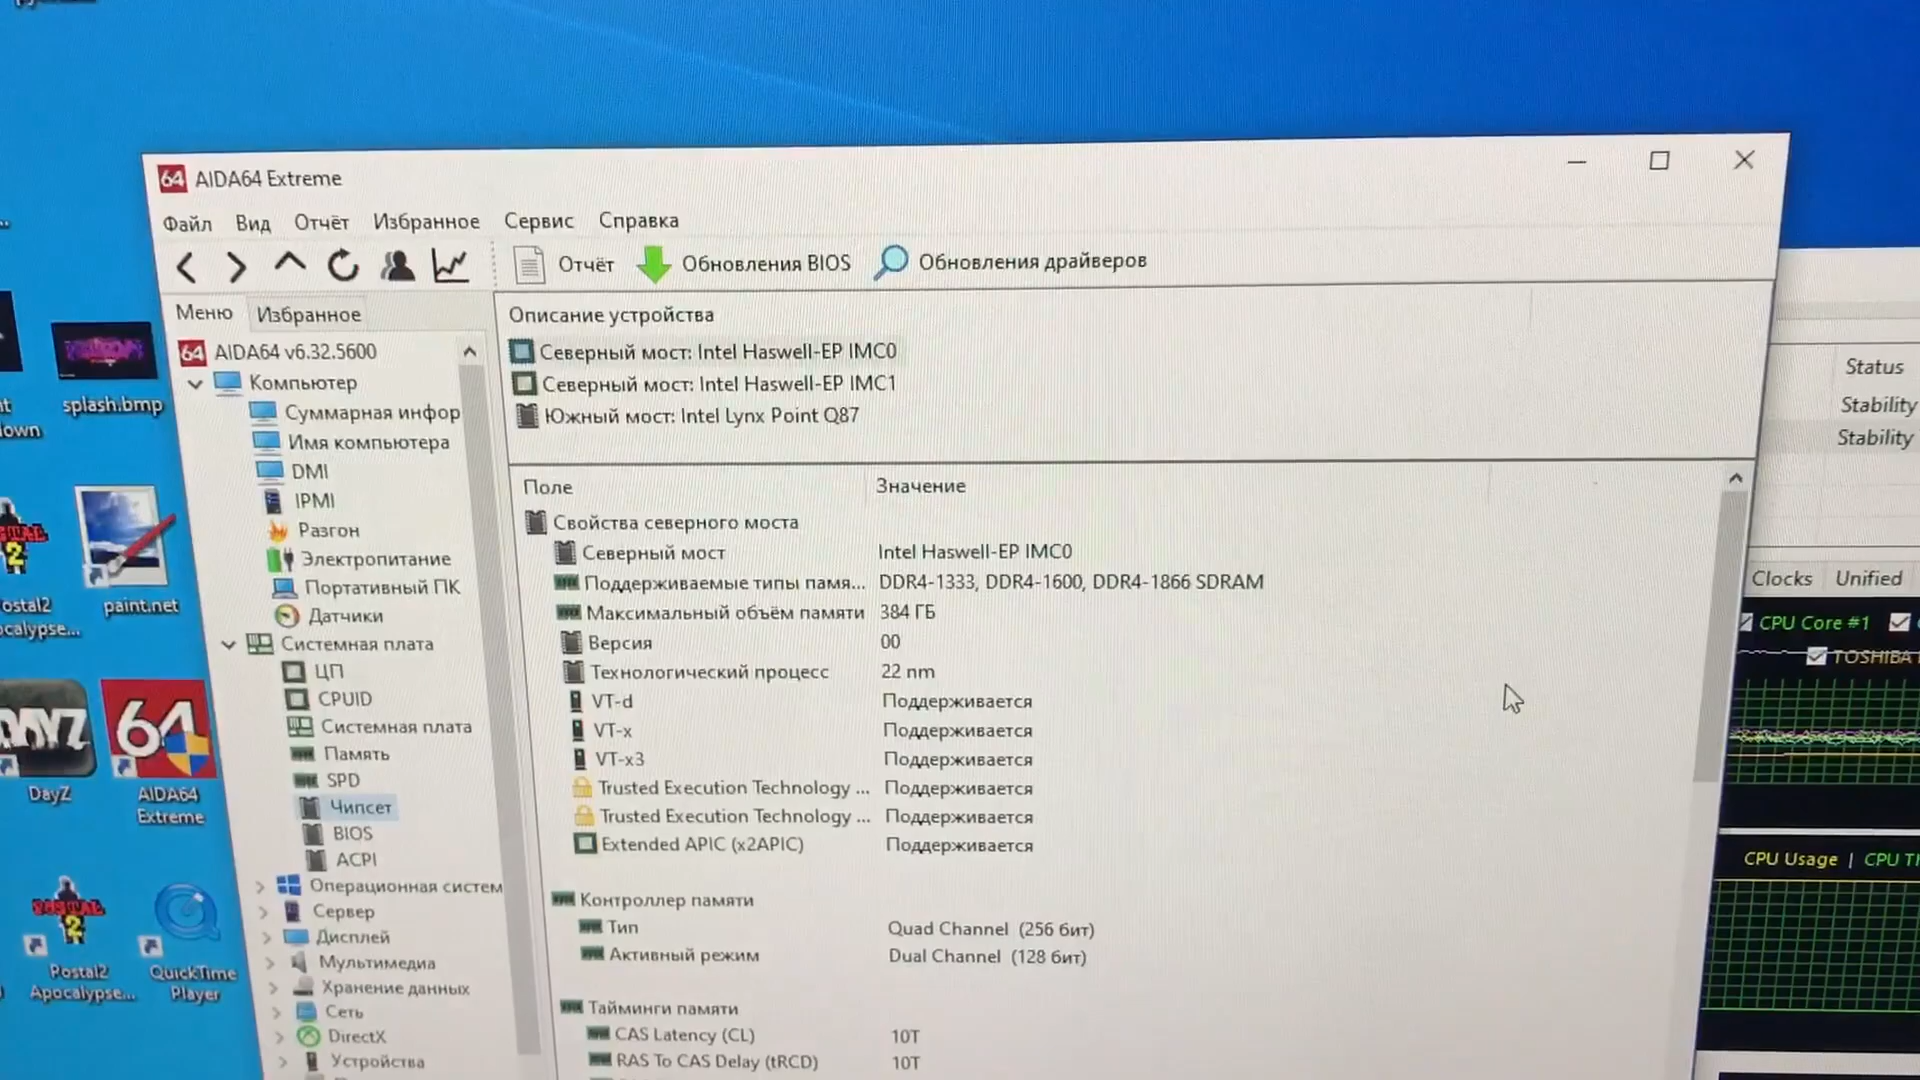 AIDA64 Extreme
Файл Вид Отчёт Избранное Сервис Справка
Отчёт Обновления BIOS Обновления драйверов
Меню Избранное
AIDA64 v6.32.5600
Компьютер
Суммарная инфор
Имя компьютера
DMI
IPMI
Разгон
Электропитание
Портативный ПК
Датчики
Системная плата
ЦП
CPUID
Системная плата
Память
SPD
Чипсет
BIOS
ACPI
Операционная систем
Сервер
Дисплей
Мультимедиа
Хранение данных
Сеть
DirectX
Устройства
Описание устройства
Северный мост: Intel Haswell-EP IMC0
Северный мост: Intel Haswell-EP IMC1
Южный мост: Intel Lynx Point Q87
Поле Значение
Свойства северного моста
Северный мост Intel Haswell-EP IMC0
Поддерживаемые типы памя... DDR4-1333, DDR4-1600, DDR4-1866 SDRAM
Максимальный объём памяти 384 ГБ
Версия 00
Технологический процесс 22 nm
VT-d Поддерживается
VT-x Поддерживается
VT-x3 Поддерживается
Trusted Execution Technology ... Поддерживается
Trusted Execution Technology ... Поддерживается
Extended APIC (x2APIC) Поддерживается
Контроллер памяти
Тип Quad Channel (256 бит)
Активный режим Dual Channel (128 бит)
Тайминги памяти
CAS Latency (CL) 10T
RAS To CAS Delay (tRCD) 10T
splash.bmp
paint.net
DAYZ
DayZ
64
AIDA64
Extreme
POSTAL
2
Postal2
Apocalypse...
QuickTime
Player
Status
Stability
Stability
Clocks Unified
CPU Core #1
TOSHIBA
CPU Usage | CPU